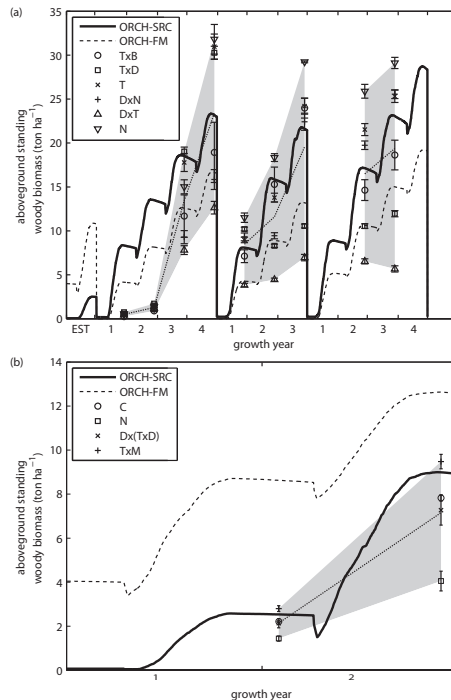 (a)
35
30
25
20
15
10
5
0
aboveground standing
woody biomass (ton ha⁻¹)
ORCH-SRC
ORCH-FM
TxB
TxD
T
DxN
DxT
N
EST 1 2 3 4 1 2 3 1 2 3 4
growth year
(b)
14
12
10
8
6
4
2
0
aboveground standing
woody biomass (ton ha⁻¹)
ORCH-SRC
ORCH-FM
C
N
Dx(TxD)
TxM
1 2
growth year